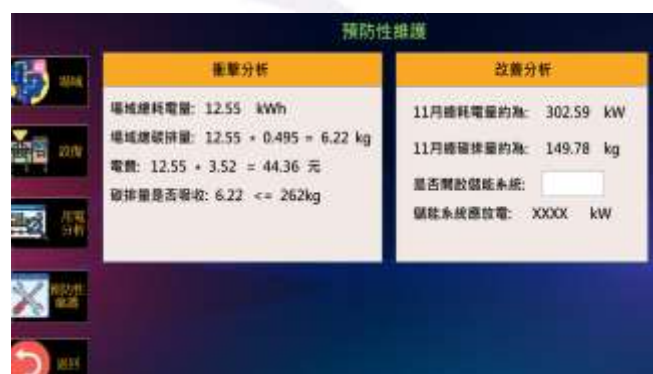 預防性維護
場域
設備
用電
分析
預防性
維護
返回
衝擊分析
場域總耗電量: 12.55 kWh
場域總碳排量: 12.55 * 0.495 = 6.22 kg
電費: 12.55 * 3.52 = 44.36 元
碳排量是否吸收: 6.22 <= 262kg
改善分析
11月總耗電量約為: 302.59 kW
11月總碳排量約為: 149.78 kg
是否開啟儲能系統:
儲能系統應放電: XXXX kW